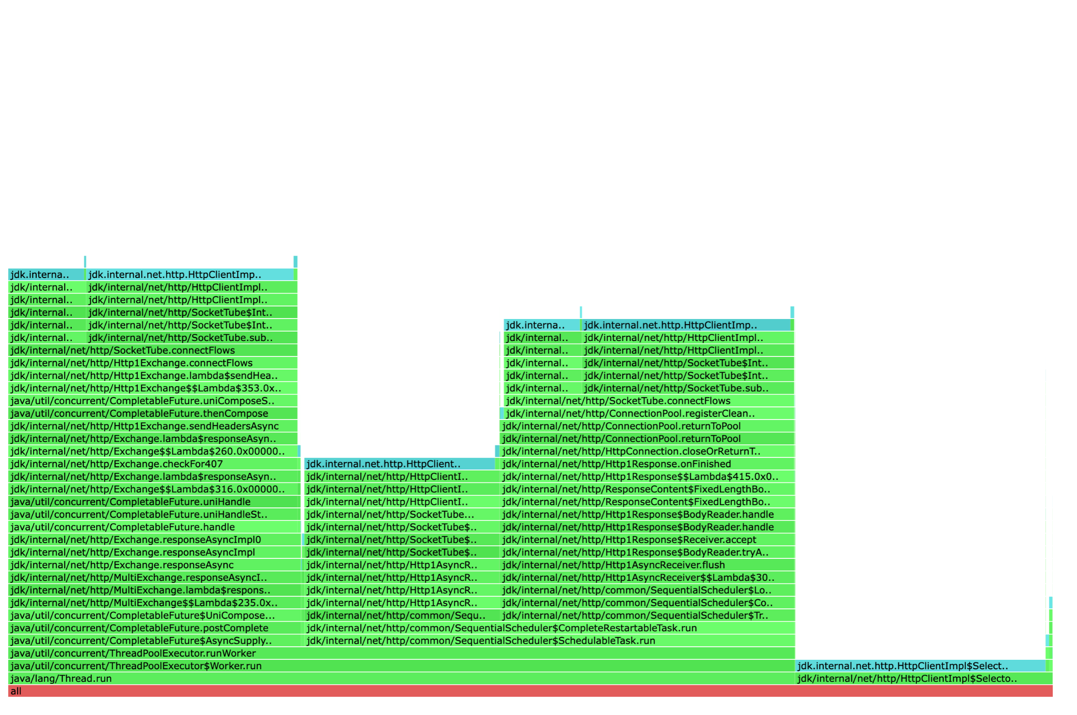 jdk.interna.. jdk.internal.net.http.HttpClientImp..
jdk/internal.. jdk/internal/net/http/HttpClientImpl..
jdk/internal.. jdk/internal/net/http/HttpClientImpl..
jdk/internal.. jdk/internal/net/http/SocketTube$Int..
jdk/internal.. jdk/internal/net/http/SocketTube$Int.. jdk.interna.. jdk.internal.net.http.HttpClientImp..
jdk/internal.. jdk/internal/net/http/SocketTube.sub.. jdk/internal.. jdk/internal/net/http/HttpClientImpl..
jdk/internal/net/http/SocketTube.connectFlows jdk/internal.. jdk/internal/net/http/HttpClientImpl..
jdk/internal/net/http/Http1Exchange.connectFlows jdk/internal.. jdk/internal/net/http/SocketTube$Int..
jdk/internal/net/http/Http1Exchange.lambda$sendHea.. jdk/internal.. jdk/internal/net/http/SocketTube$Int..
jdk/internal/net/http/Http1Exchange$$Lambda$353.0x.. jdk/internal.. jdk/internal/net/http/SocketTube.sub..
java/util/concurrent/CompletableFuture.uniComposeS.. jdk/internal/net/http/SocketTube.connectFlows
java/util/concurrent/CompletableFuture.thenCompose jdk/internal/net/http/ConnectionPool.registerClean..
jdk/internal/net/http/Http1Exchange.sendHeadersAsync jdk/internal/net/http/ConnectionPool.returnToPool
jdk/internal/net/http/Exchange.lambda$responseAsyn.. jdk/internal/net/http/ConnectionPool.returnToPool
jdk/internal/net/http/Exchange$$Lambda$260.0x00000.. jdk/internal/net/http/HttpConnection.closeOrReturnT..
jdk/internal/net/http/Exchange.checkFor407 jdk.internal.net.http.HttpClient.. jdk/internal/net/http/Http1Response.onFinished
jdk/internal/net/http/Exchange.lambda$responseAsyn.. jdk/internal/net/http/HttpClientI.. jdk/internal/net/http/Http1Response$$Lambda$415.0x0..
jdk/internal/net/http/Exchange$$Lambda$316.0x00000.. jdk/internal/net/http/HttpClientI.. jdk/internal/net/http/ResponseContent$FixedLengthBo..
java/util/concurrent/CompletableFuture.uniHandle jdk/internal/net/http/HttpClientI.. jdk/internal/net/http/ResponseContent$FixedLengthBo..
java/util/concurrent/CompletableFuture.uniHandleSt.. jdk/internal/net/http/SocketTube... jdk/internal/net/http/Http1Response$BodyReader.handle
java/util/concurrent/CompletableFuture.handle jdk/internal/net/http/SocketTube$.. jdk/internal/net/http/Http1Response$BodyReader.handle
jdk/internal/net/http/Exchange.responseAsyncImpl0 jdk/internal/net/http/SocketTube$.. jdk/internal/net/http/Http1Response$Receiver.accept
jdk/internal/net/http/Exchange.responseAsyncImpl jdk/internal/net/http/SocketTube$.. jdk/internal/net/http/Http1Response$BodyReader.tryA..
jdk/internal/net/http/Exchange.responseAsync jdk/internal/net/http/Http1AsyncR.. jdk/internal/net/http/Http1AsyncReceiver.flush
jdk/internal/net/http/MultiExchange.responseAsyncI.. jdk/internal/net/http/Http1AsyncR.. jdk/internal/net/http/Http1AsyncReceiver$$Lambda$30..
jdk/internal/net/http/MultiExchange.lambda$respons.. jdk/internal/net/http/Http1AsyncR.. jdk/internal/net/http/common/SequentialScheduler$Lo..
jdk/internal/net/http/MultiExchange$$Lambda$235.0x.. jdk/internal/net/http/Http1AsyncR.. jdk/internal/net/http/common/SequentialScheduler$Co..
java/util/concurrent/CompletableFuture$UniCompose... jdk/internal/net/http/common/Sequ.. jdk/internal/net/http/common/SequentialScheduler$Tr..
java/util/concurrent/CompletableFuture.postComplete jdk/internal/net/http/common/SequentialScheduler$CompleteRestartableTask.run
java/util/concurrent/CompletableFuture$AsyncSupply.. jdk/internal/net/http/common/SequentialScheduler$SchedulableTask.run
java/util/concurrent/ThreadPoolExecutor.runWorker
java/util/concurrent/ThreadPoolExecutor$Worker.run jdk.internal.net.http.HttpClientImpl$Select..
java/lang/Thread.run jdk/internal/net/http/HttpClientImpl$Selecto..
all